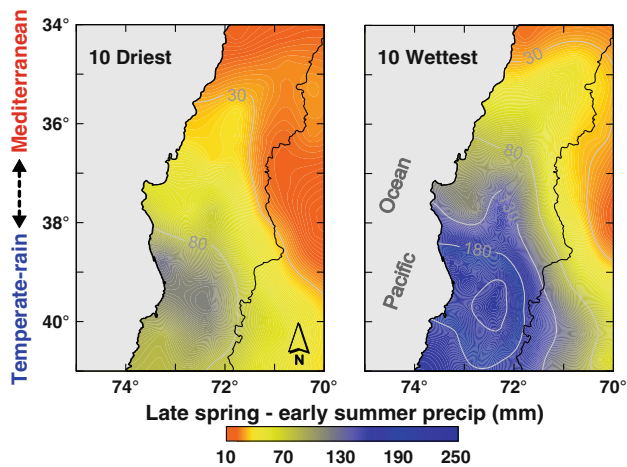 10 Driest
10 Wettest
34°
36°
38°
40°
Mediterranean
Temperate-rain
30
80
N
30
80
180
Ocean
Pacific
74°
72°
70°
74°
72°
70°
Late spring - early summer precip (mm)
10 70 130 190 250